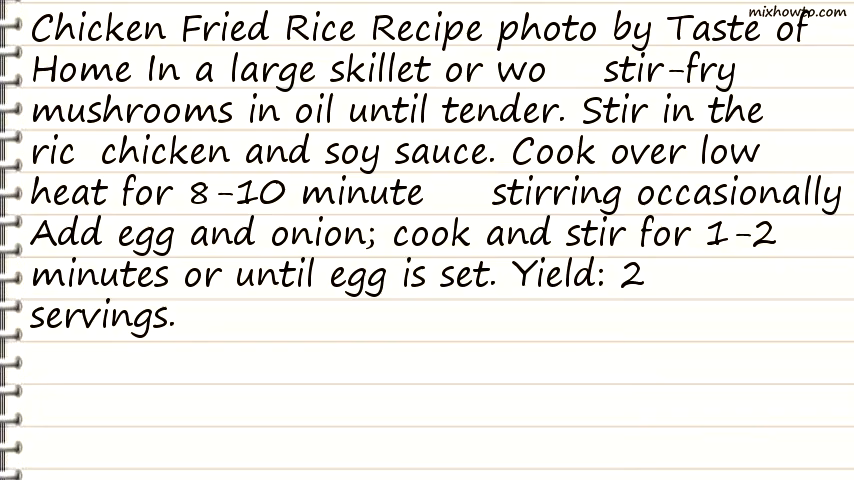 mixhowto.com
Chicken Fried Rice Recipe photo by Taste of
Home In a large skillet or wo stir-fry
mushrooms in oil until tender. Stir in the
ric chicken and soy sauce. Cook over low
heat for 8-10 minute stirring occasionally
Add egg and onion; cook and stir for 1-2
minutes or until egg is set. Yield: 2
servings.